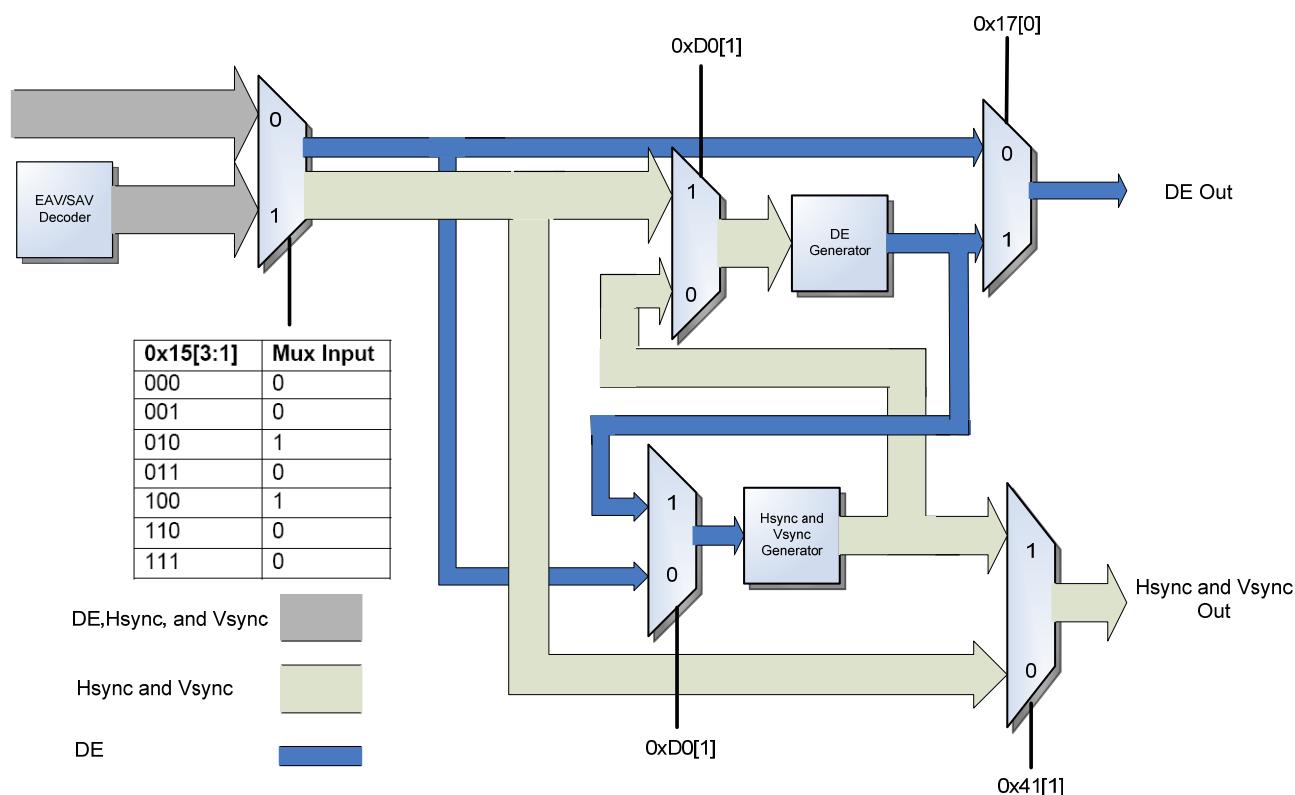 0x17[0]
0xD0[1]
0
1
EAV/SAV
Decoder
1
0
DE
Generator
0
1
DE Out
0x15[3:1] Mux Input
000 0
001 0
010 1
011 0
100 1
110 0
111 0
1
0
Hsync and
Vsync
Generator
1
0
Hsync and Vsync
Out
DE,Hsync, and Vsync
Hsync and Vsync
DE
0xD0[1]
0x41[1]